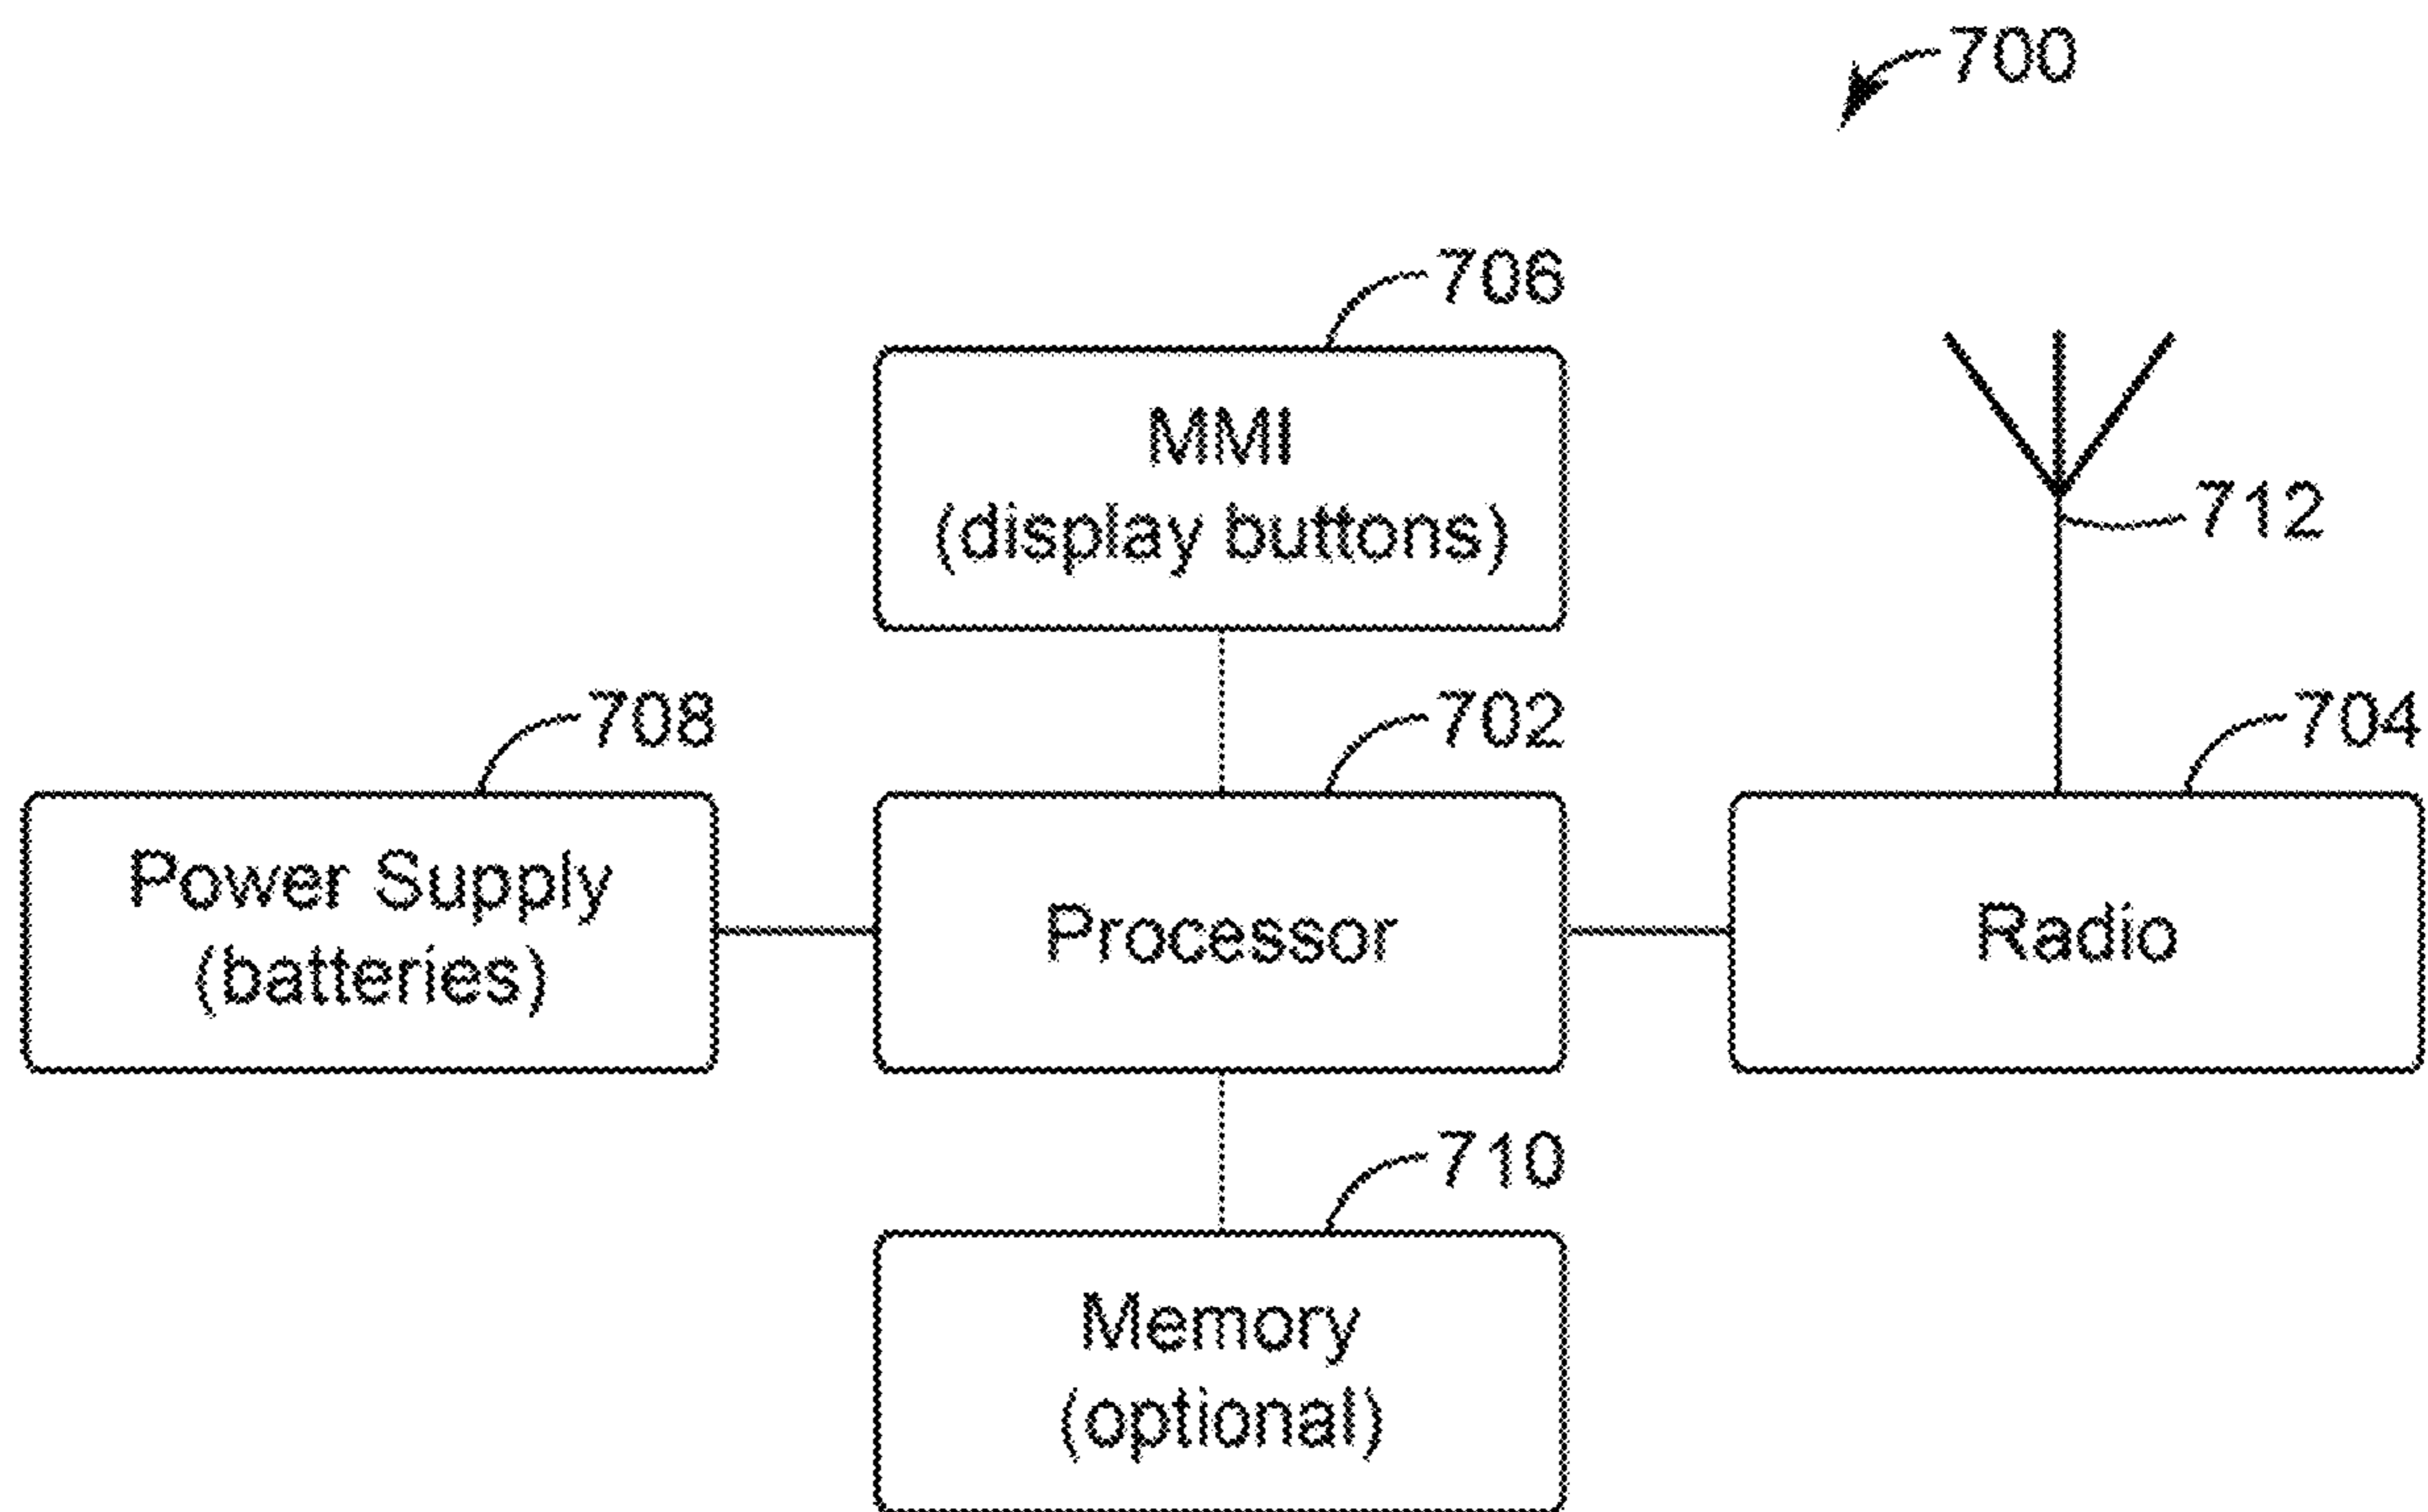 700
706
MMI
(display buttons)
712
708
702
704
Power Supply
(batteries)
Processor
Radio
710
Memory
(optional)